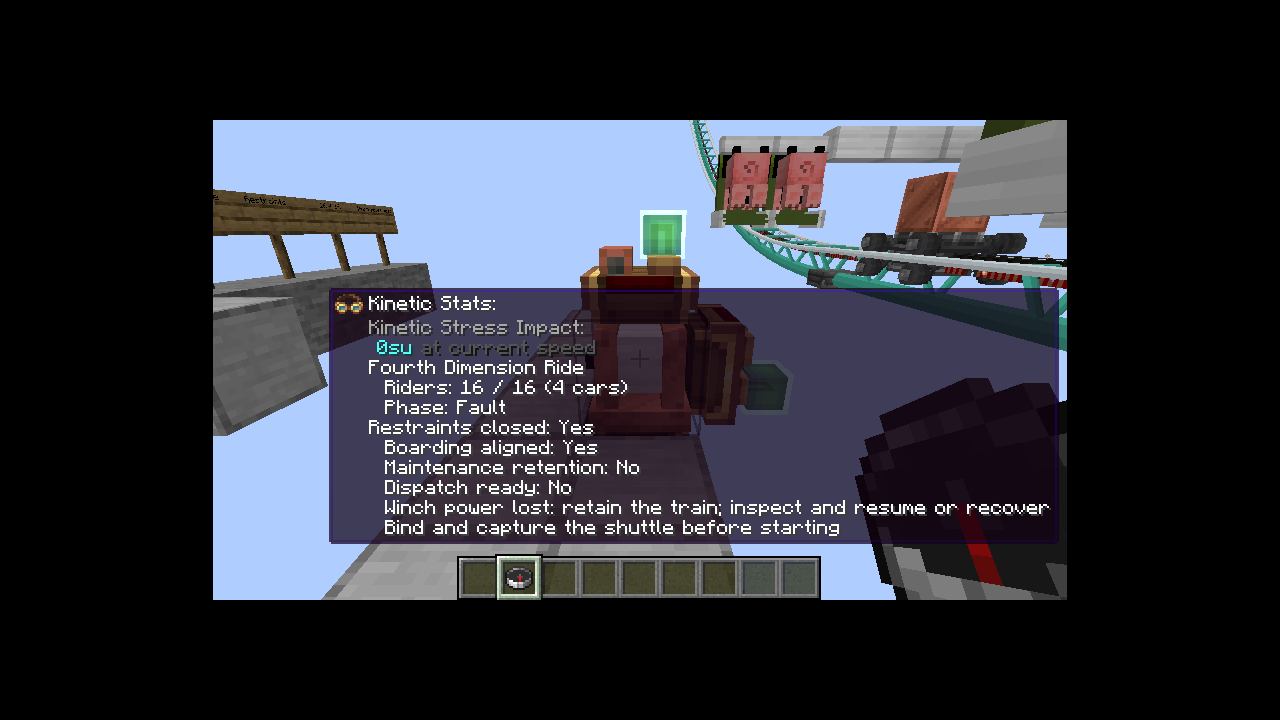 Restraints
Kinetic Stats:
Kinetic Stress Impact:
0su at current speed
Fourth Dimension Ride
Riders: 16 / 16 (4 cars)
Phase: Fault
Restraints closed: Yes
Boarding aligned: Yes
Maintenance retention: No
Dispatch ready: No
Winch power lost: retain the train; inspect and resume or recover
Bind and capture the shuttle before starting